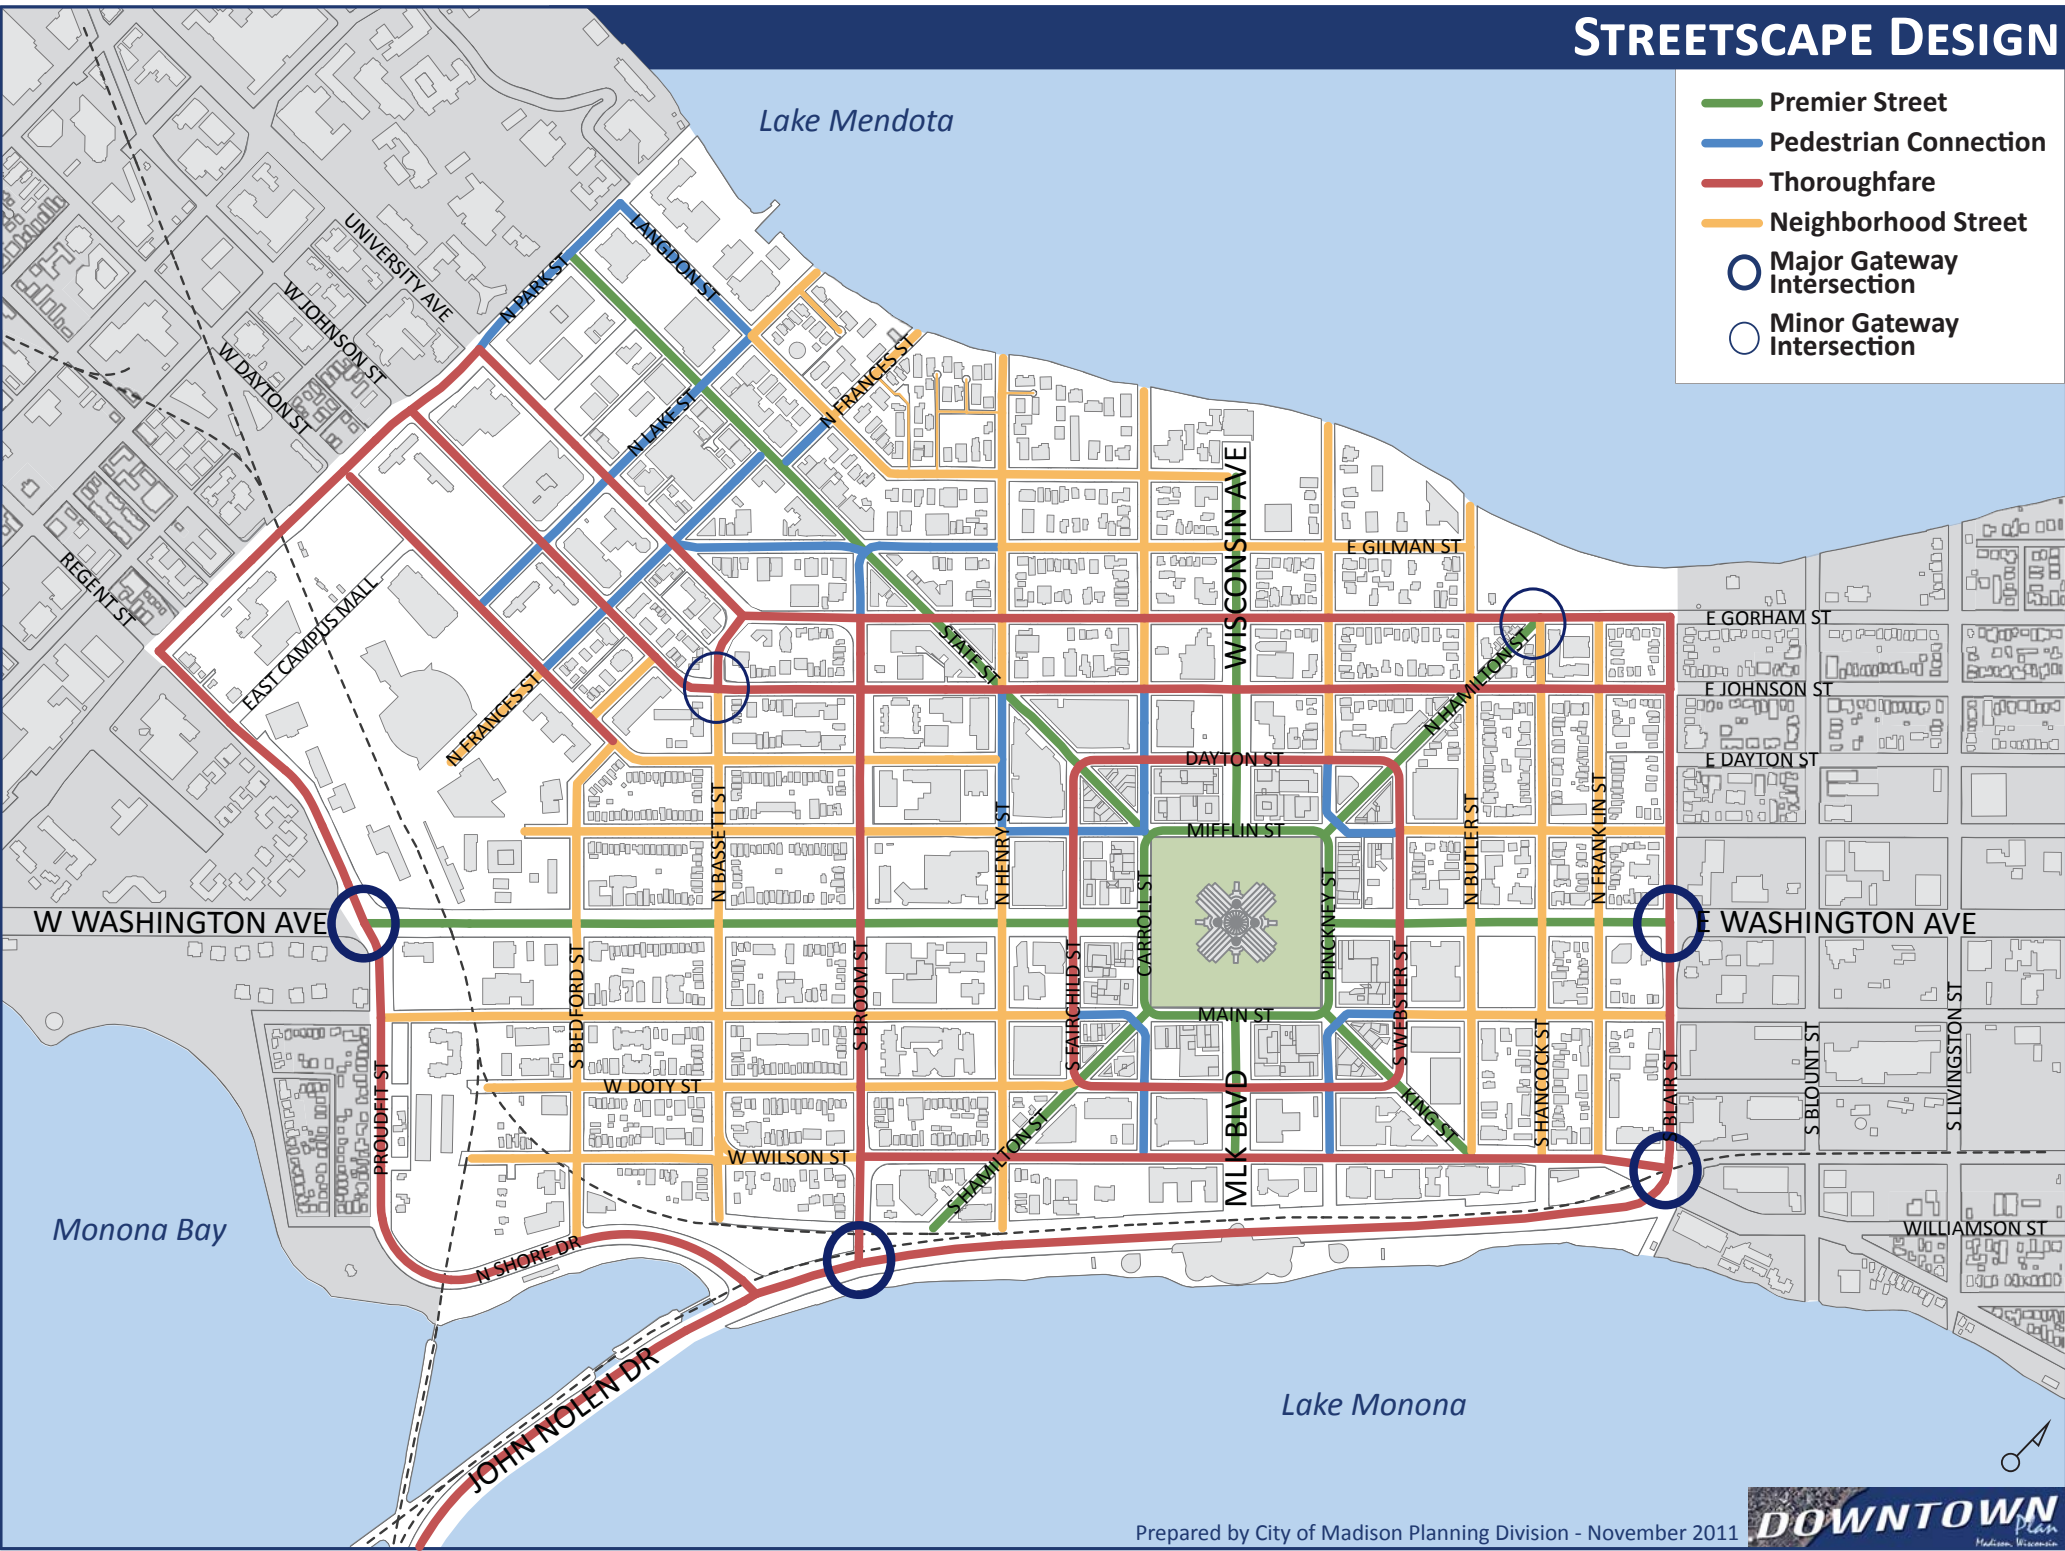 STREETSCAPE DESIGN
Premier Street
Pedestrian Connection
Thoroughfare
Neighborhood Street
Major Gateway
Intersection
Minor Gateway
Intersection
Lake Mendota
LANGDON ST
UNIVERSITY AVE
N PARK ST
W JOHNSON ST
W DAYTON ST
N FRANCES ST
N LAKE ST
WISCONSIN AVE
E GILMAN ST
REGENT ST
EAST CAMPUS MALL
STATE ST
N HAMILTON ST
E GORHAM ST
E JOHNSON ST
N FRANCES ST
DAYTON ST
E DAYTON ST
MIFFLIN ST
N BASSETT ST
N HENRY ST
N BUTLER ST
N FRANKLIN ST
W WASHINGTON AVE
E WASHINGTON AVE
CARROLL ST
PINCKNEY ST
S BEDFORD ST
S BROOM ST
S FAIRCHILD ST
S WEBSTER ST
MAIN ST
S HANCOCK ST
S BLAIR ST
S BLOUNT ST
S LIVINGSTON ST
PROUDFIT ST
W DOTY ST
MLK BLVD
KING ST
S HAMILTON ST
W WILSON ST
Monona Bay
N SHORE DR
WILLIAMSON ST
JOHN NOLEN DR
Lake Monona
Prepared by City of Madison Planning Division - November 2011
DOWNTOWN
Plan
Madison, Wisconsin